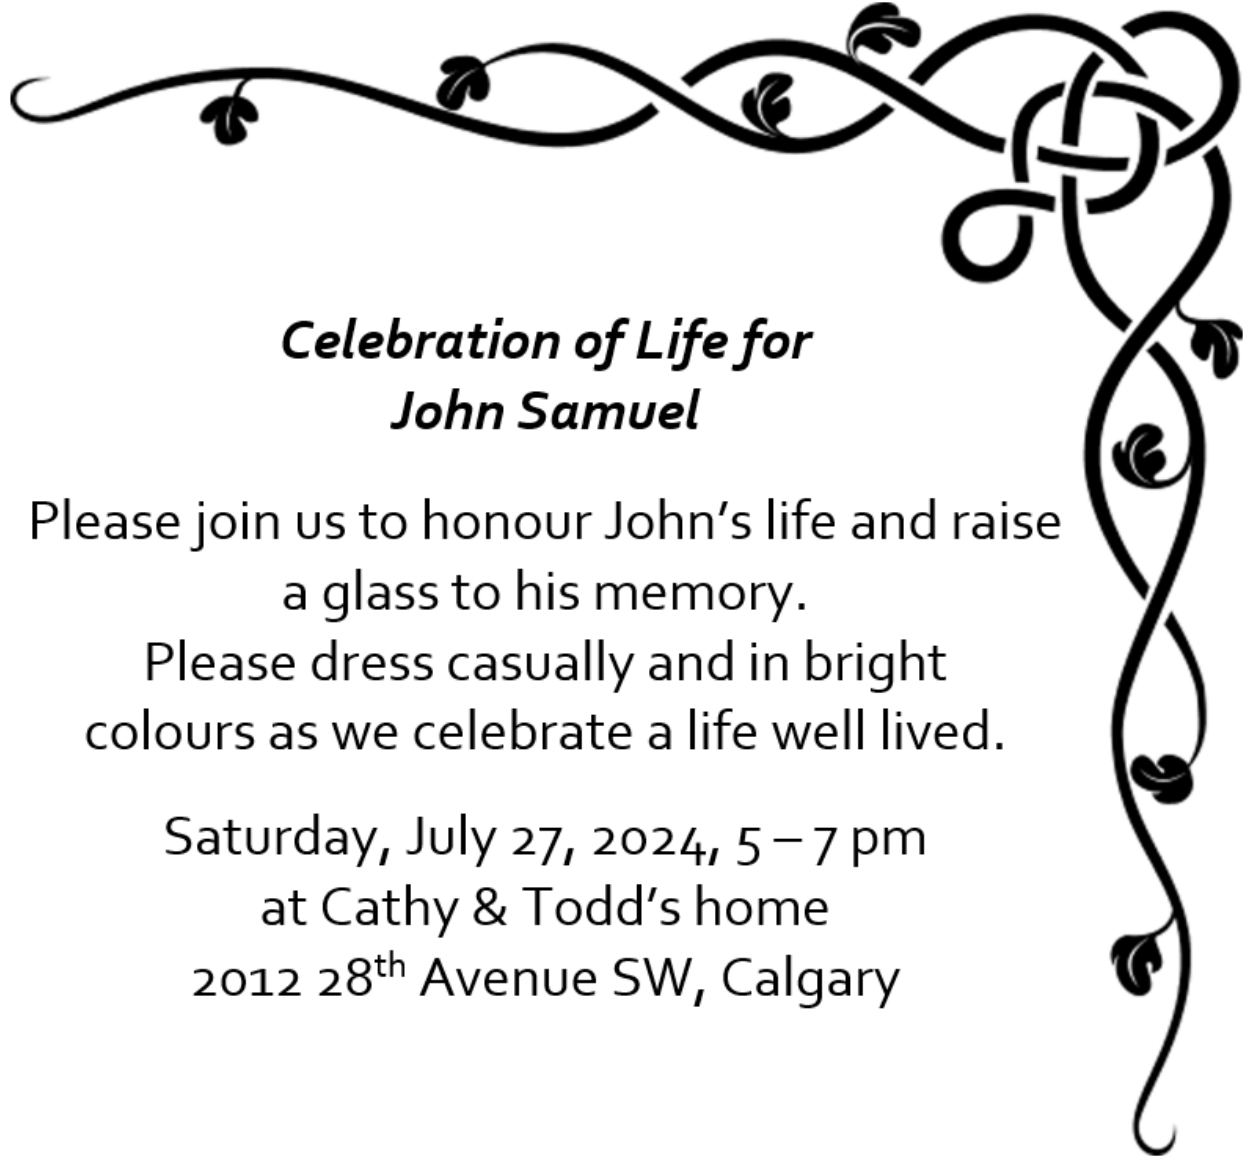 Celebration of Life for
John Samuel
Please join us to honour John’s life and raise
a glass to his memory.
Please dress casually and in bright
colours as we celebrate a life well lived.
Saturday, July 27, 2024, 5 – 7 pm
at Cathy & Todd’s home
2012 28th Avenue SW, Calgary